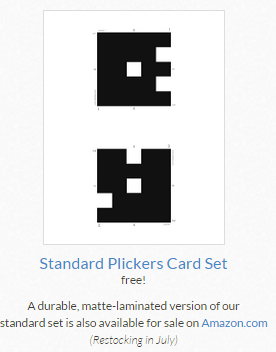 Standard Plickers Card Set
free!
A durable, matte-laminated version of our
standard set is also available for sale on Amazon.com
(Restocking in July)